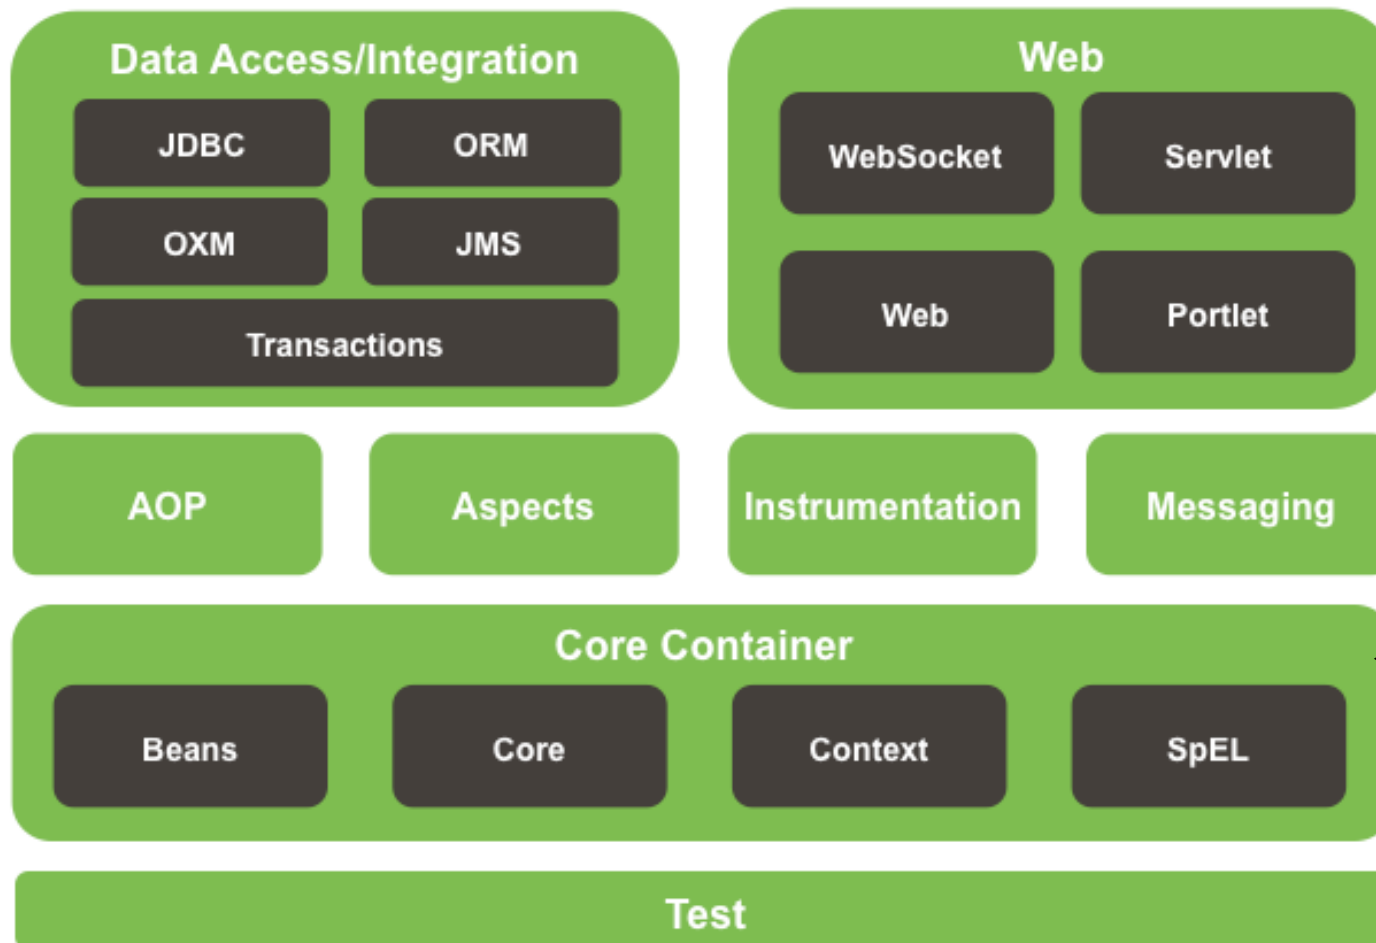 Data Access/Integration
JDBC
ORM
OXM
JMS
Transactions
Web
WebSocket
Servlet
Web
Portlet
AOP
Aspects
Instrumentation
Messaging
Core Container
Beans
Core
Context
SpEL
Test